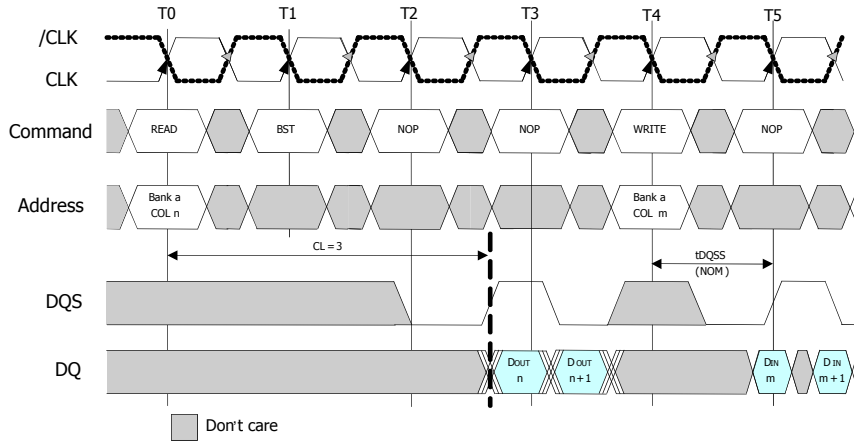 T0 T1 T2 T3 T4 T5
/CLK
CLK
Command READ BST NOP NOP WRITE NOP
Address Bank a Bank a
COL n COL m
CL = 3 tDQSS
(NOM)
DQS
DQ DOUT DOUT DIN DIN
n n+1 m m+1
Don't care